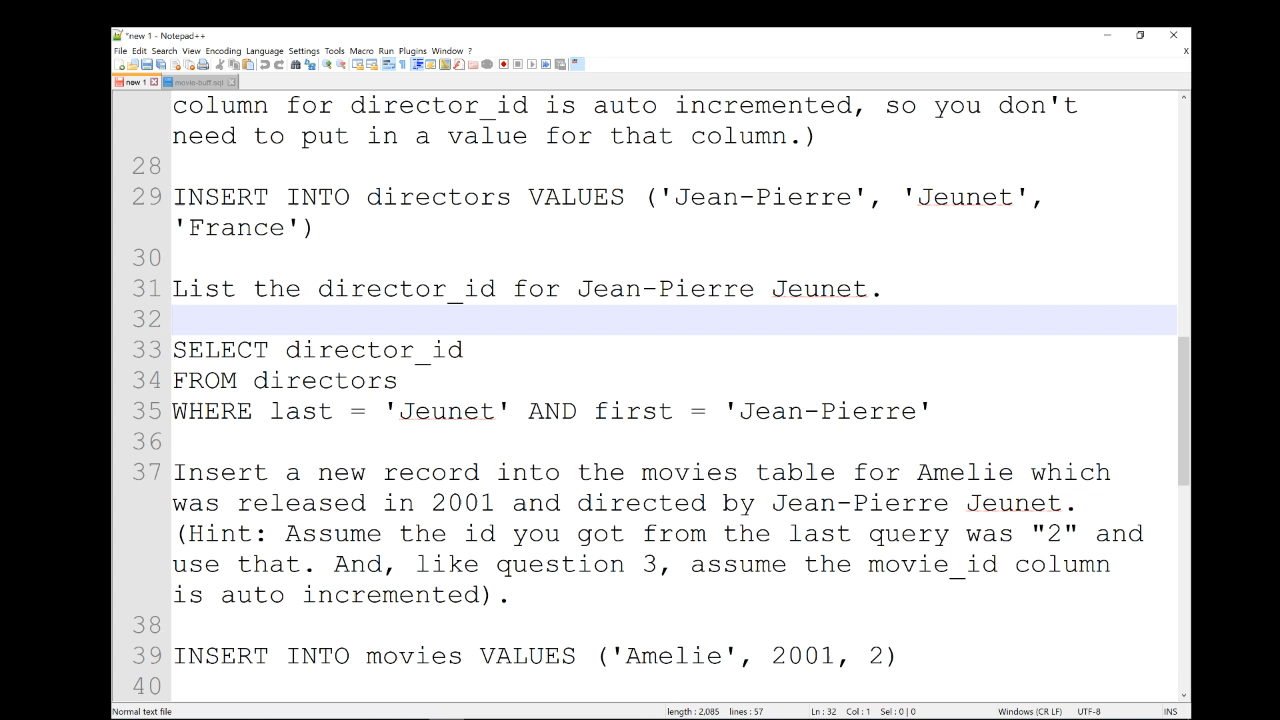 *new 1 - Notepad++
File Edit Search View Encoding Language Settings Tools Macro Run Plugins Window ?
X
new 1 movie-buff.sql
column for director_id is auto incremented, so you don't
need to put in a value for that column.)
28
29 INSERT INTO directors VALUES ('Jean-Pierre', 'Jeunet',
'France')
30
31 List the director_id for Jean-Pierre Jeunet.
32
33 SELECT director_id
34 FROM directors
35 WHERE last = 'Jeunet' AND first = 'Jean-Pierre'
36
37 Insert a new record into the movies table for Amelie which
was released in 2001 and directed by Jean-Pierre Jeunet.
(Hint: Assume the id you got from the last query was "2" and
use that. And, like question 3, assume the movie_id column
is auto incremented).
38
39 INSERT INTO movies VALUES ('Amelie', 2001, 2)
40
Normal text file length : 2,085 lines : 57 Ln : 32 Col : 1 Sel : 0 | 0 Windows (CR LF) UTF-8 INS